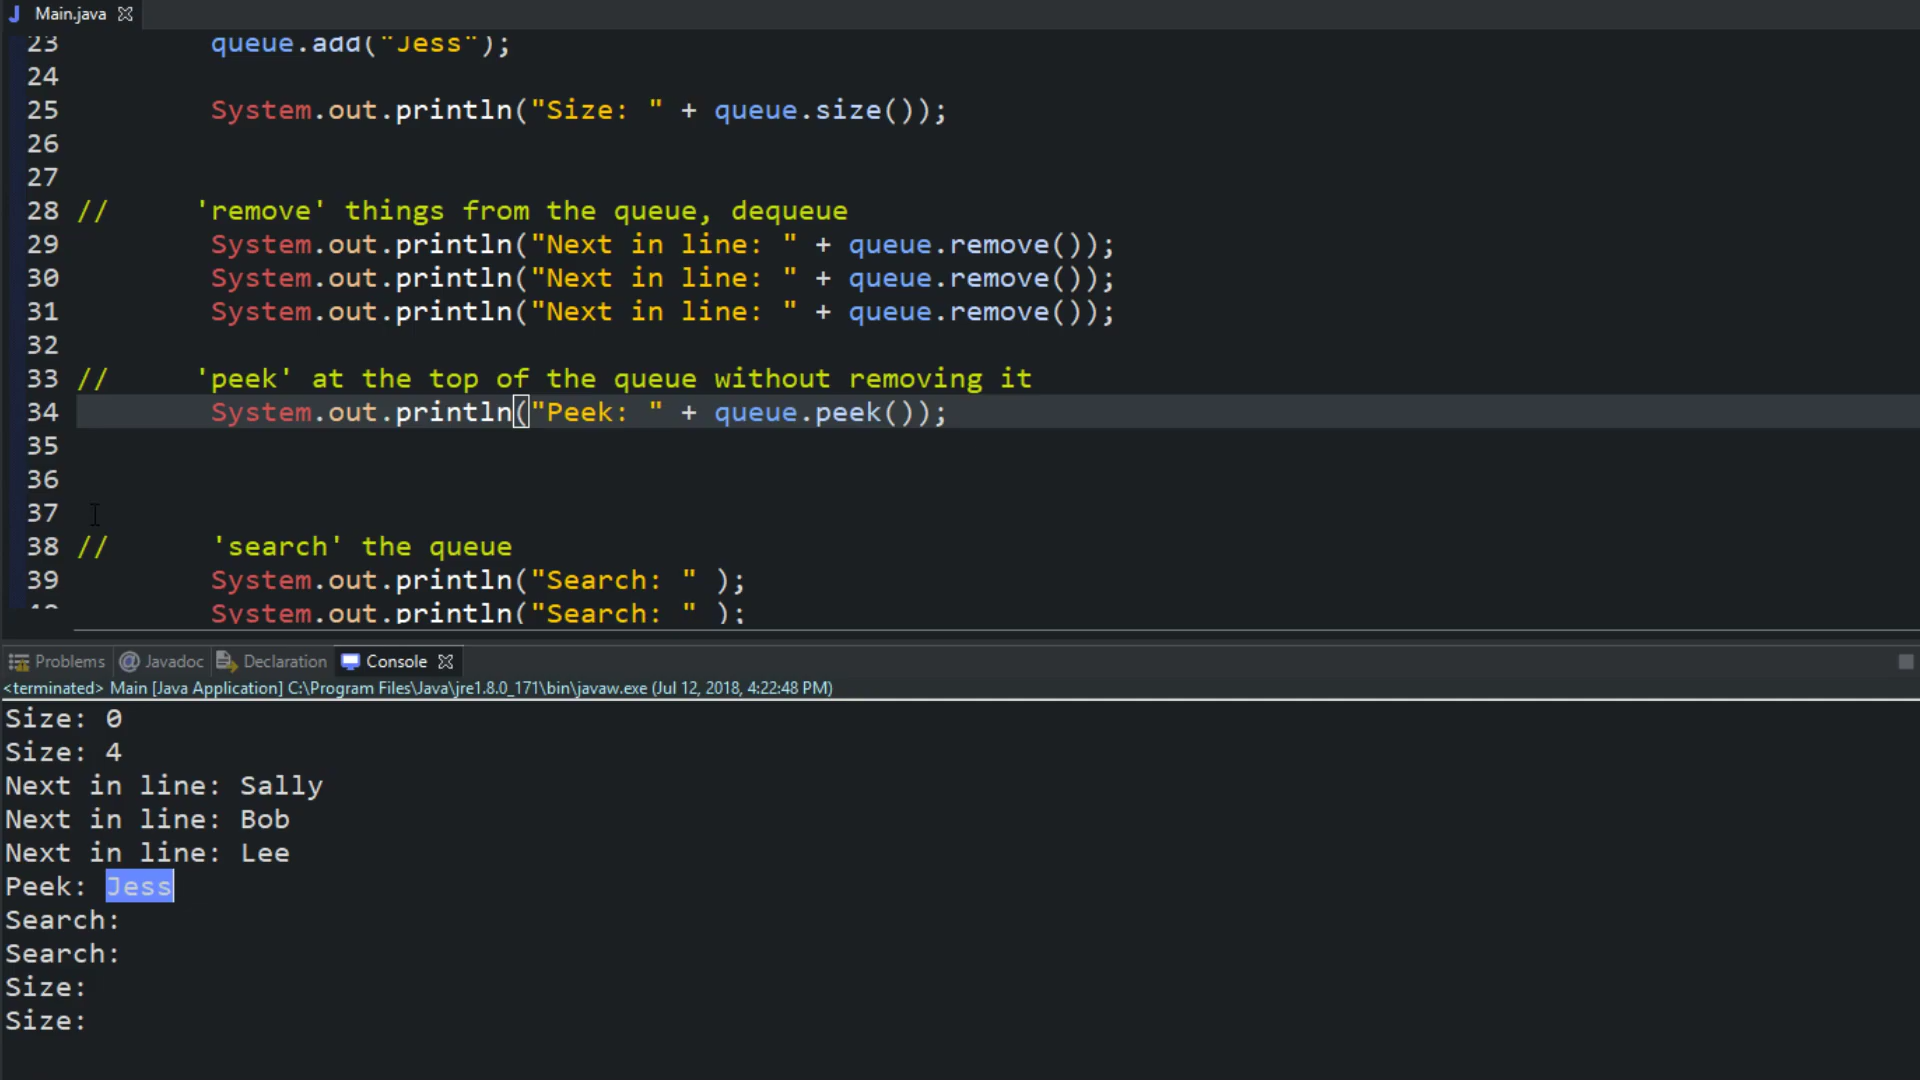 Main.java
23 queue.add("Jess");
24
25 System.out.println("Size: " + queue.size());
26
27
28 // 'remove' things from the queue, dequeue
29 System.out.println("Next in line: " + queue.remove());
30 System.out.println("Next in line: " + queue.remove());
31 System.out.println("Next in line: " + queue.remove());
32
33 // 'peek' at the top of the queue without removing it
34 System.out.println("Peek: " + queue.peek());
35
36
37
38 // 'search' the queue
39 System.out.println("Search: " );
System.out.println("Search: " );
Problems Javadoc Declaration Console
<terminated> Main [Java Application] C:\Program Files\Java\jre1.8.0_171\bin\javaw.exe (Jul 12, 2018, 4:22:48 PM)
Size: 0
Size: 4
Next in line: Sally
Next in line: Bob
Next in line: Lee
Peek: Jess
Search:
Search:
Size:
Size: